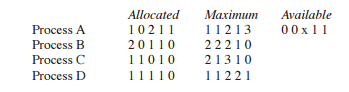 Allocated Maximum Available
Process A 1 0 2 1 1 1 1 2 1 3 0 0 x 1 1
Process B 2 0 1 1 0 2 2 2 1 0
Process C 1 1 0 1 0 2 1 3 1 0
Process D 1 1 1 1 0 1 1 2 2 1